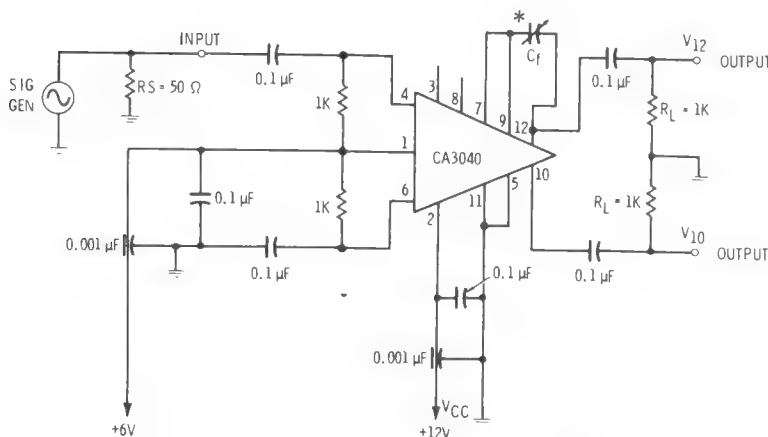 INPUT
SIG
GEN
RS = 50 Ω
0.1 µF
1K
1K
0.1 µF
0.1 µF
0.001 µF
+6V
4
1
6
3
8
7
9
12
10
5
11
2
CA3040
*
Cf
0.1 µF
V12
OUTPUT
RL = 1K
RL = 1K
V10
OUTPUT
0.1 µF
0.1 µF
0.001 µF
VCC
+12V